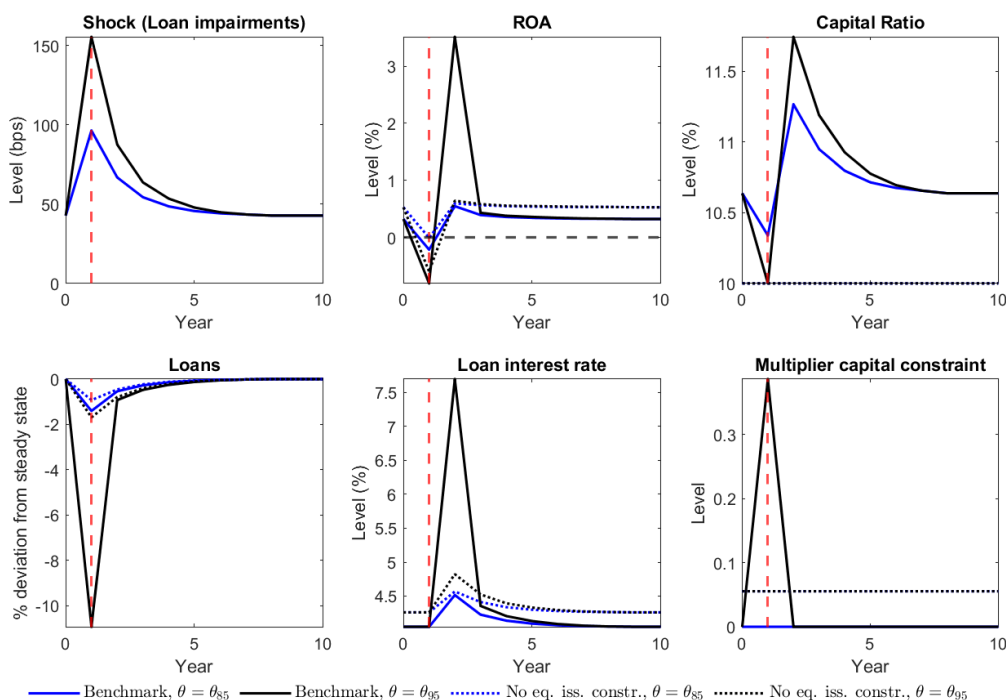 Shock (Loan impairments)
Level (bps)
150
100
50
0
0
5
10
Year
ROA
Level (%)
3
2
1
0
0
5
10
Year
Capital Ratio
Level (%)
11.5
11
10.5
10
0
5
10
Year
Loans
% deviation from steady state
0
-2
-4
-6
-8
-10
0
5
10
Year
Loan interest rate
Level (%)
7.5
7
6.5
6
5.5
5
4.5
0
5
10
Year
Multiplier capital constraint
Level
0.3
0.2
0.1
0
0
5
10
Year
Benchmark, θ = θ85
Benchmark, θ = θ95
No eq. iss. constr., θ = θ85
No eq. iss. constr., θ = θ95